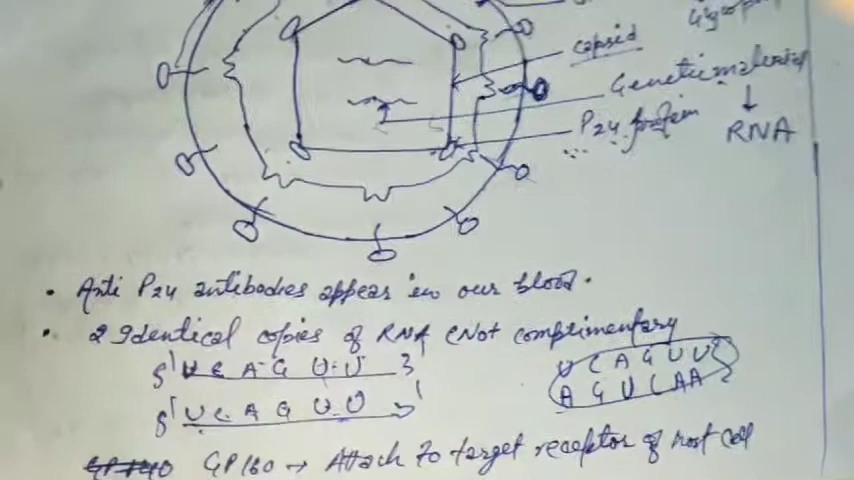 capsid
Genetic material
↓
RNA
P24 protein
• Anti P24 antibodies appear in our blood.
• 2 Identical copies of RNA (Not complimentary
5' U C A G U U 3
5' U C A G U U 3'
U C A G U U
A G U C A A
GP160 → Attach to target receptor of host cell